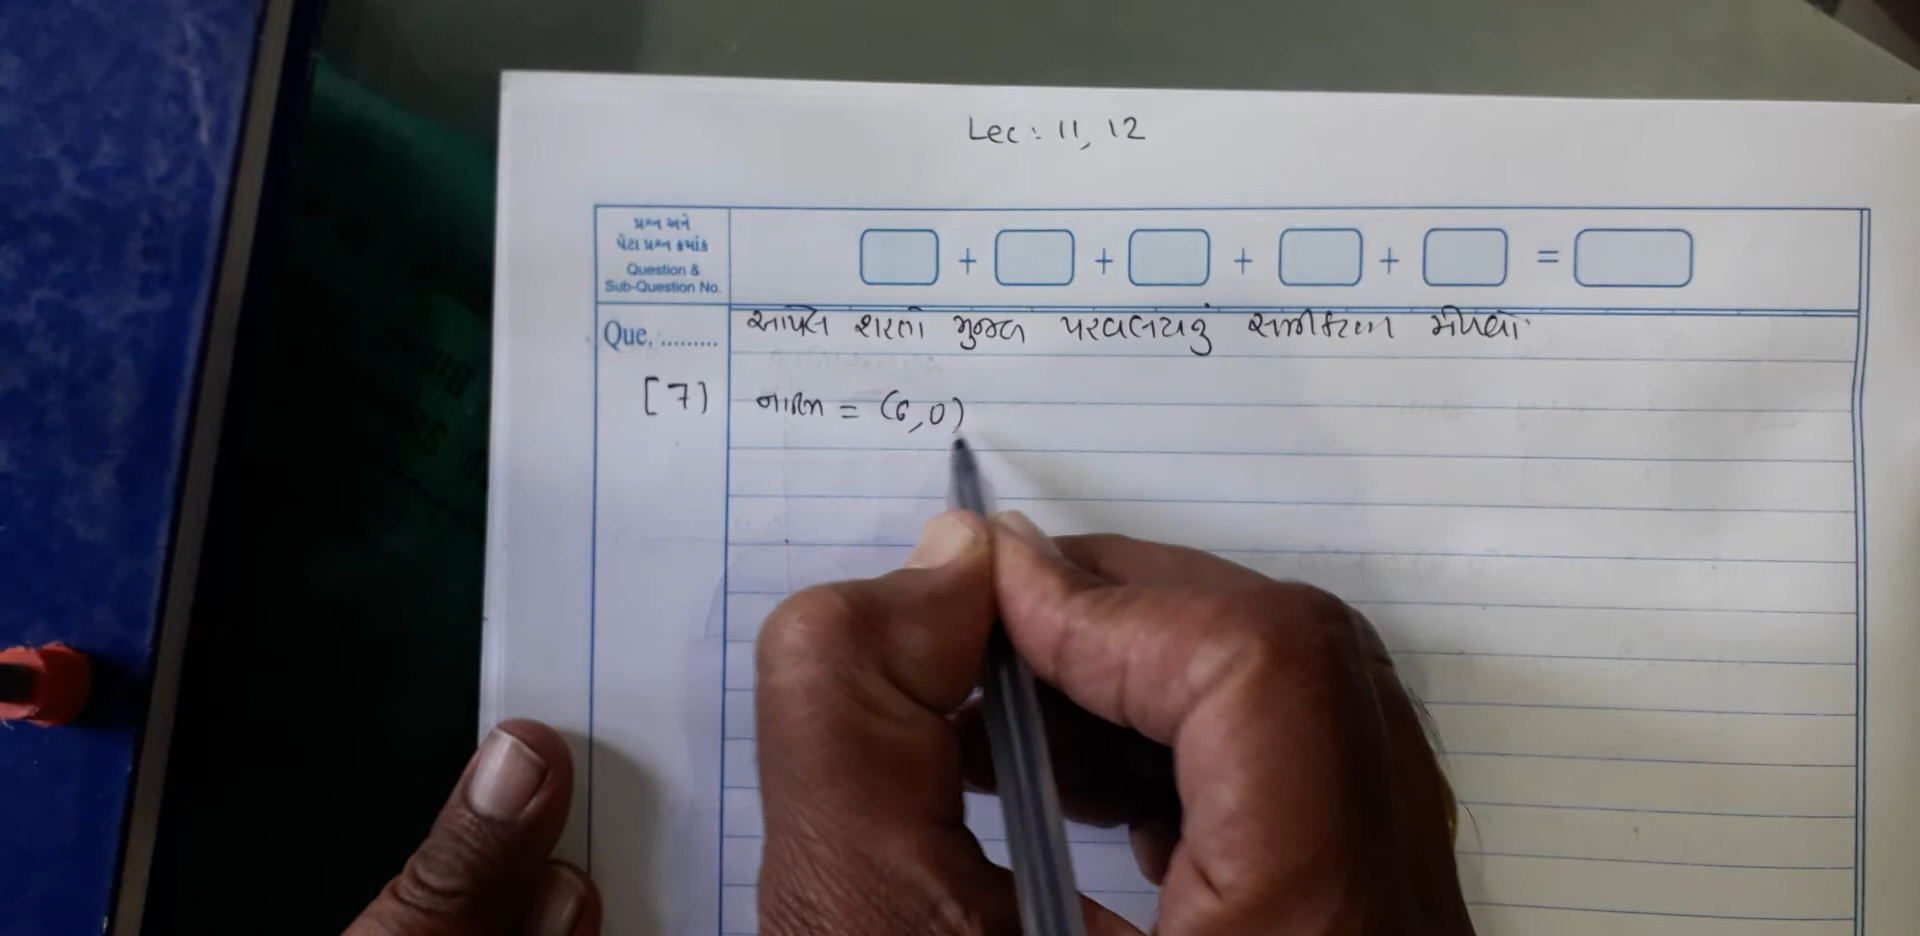 Lec : 11, 12
પ્રશ્ન અને
પેટા પ્રશ્ન ક્રમાંક
Question &
Sub-Question No.
+ + + + =
Que. .........
આપેલ શરતો મુજબ પરવલયનું સમીકરણ મેળવો
[7) નાભિ = (6,0)